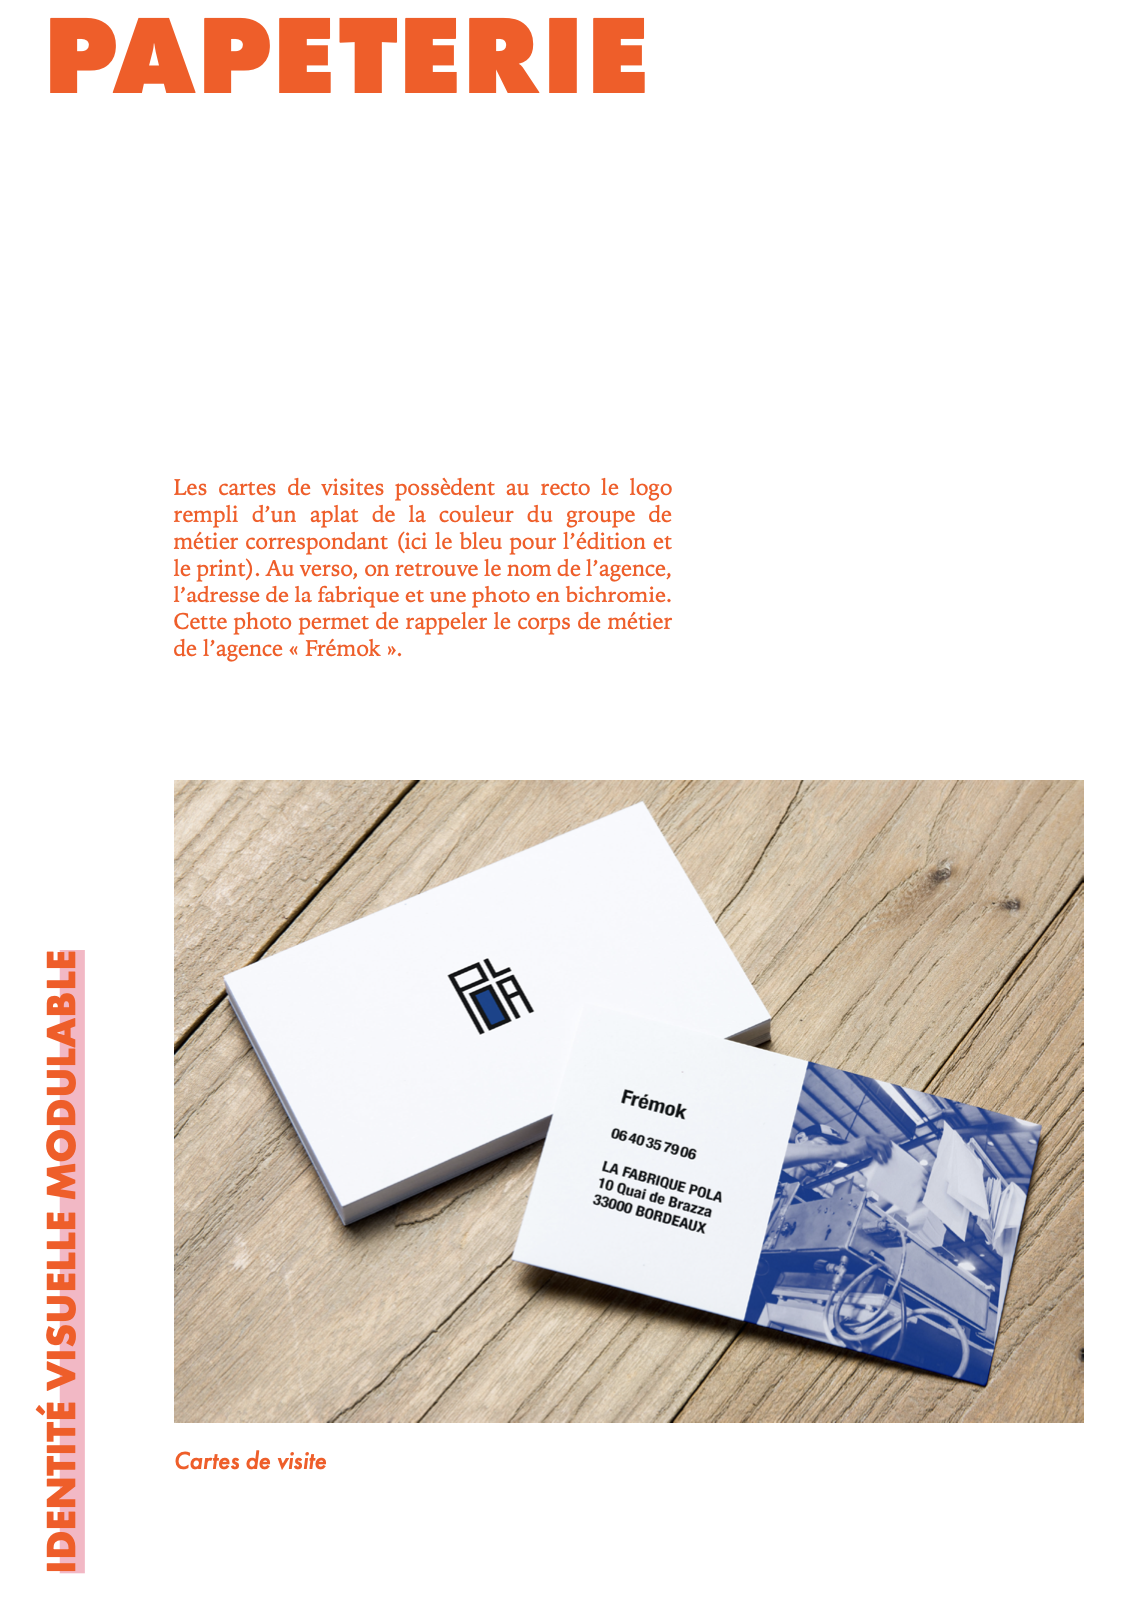 PAPETERIE
Les cartes de visites possèdent au recto le logo
rempli d’un aplat de la couleur du groupe de
métier correspondant (ici le bleu pour l’édition et
le print). Au verso, on retrouve le nom de l’agence,
l’adresse de la fabrique et une photo en bichromie.
Cette photo permet de rappeler le corps de métier
de l’agence « Frémok ».
POLA
Frémok
06 40 35 79 06
LA FABRIQUE POLA
10 Quai de Brazza
33000 BORDEAUX
Cartes de visite
IDENTITÉ VISUELLE MODULABLE